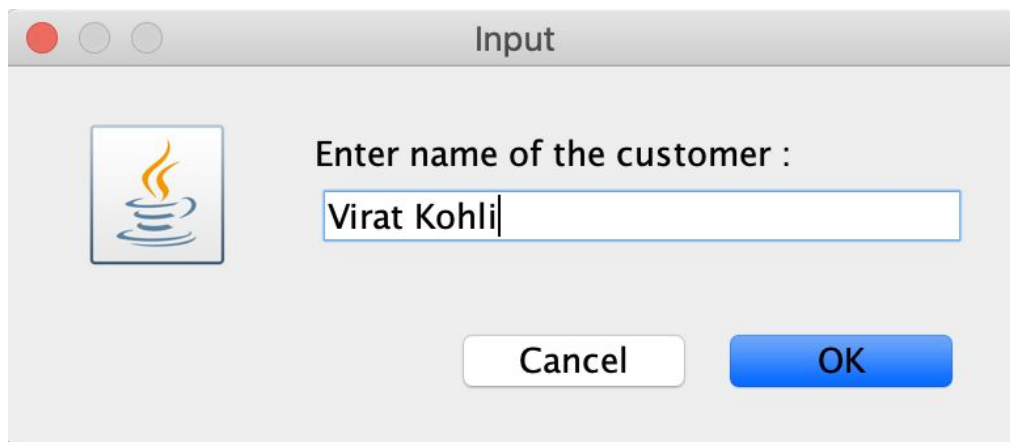 Input
Enter name of the customer :
Virat Kohli
Cancel
OK